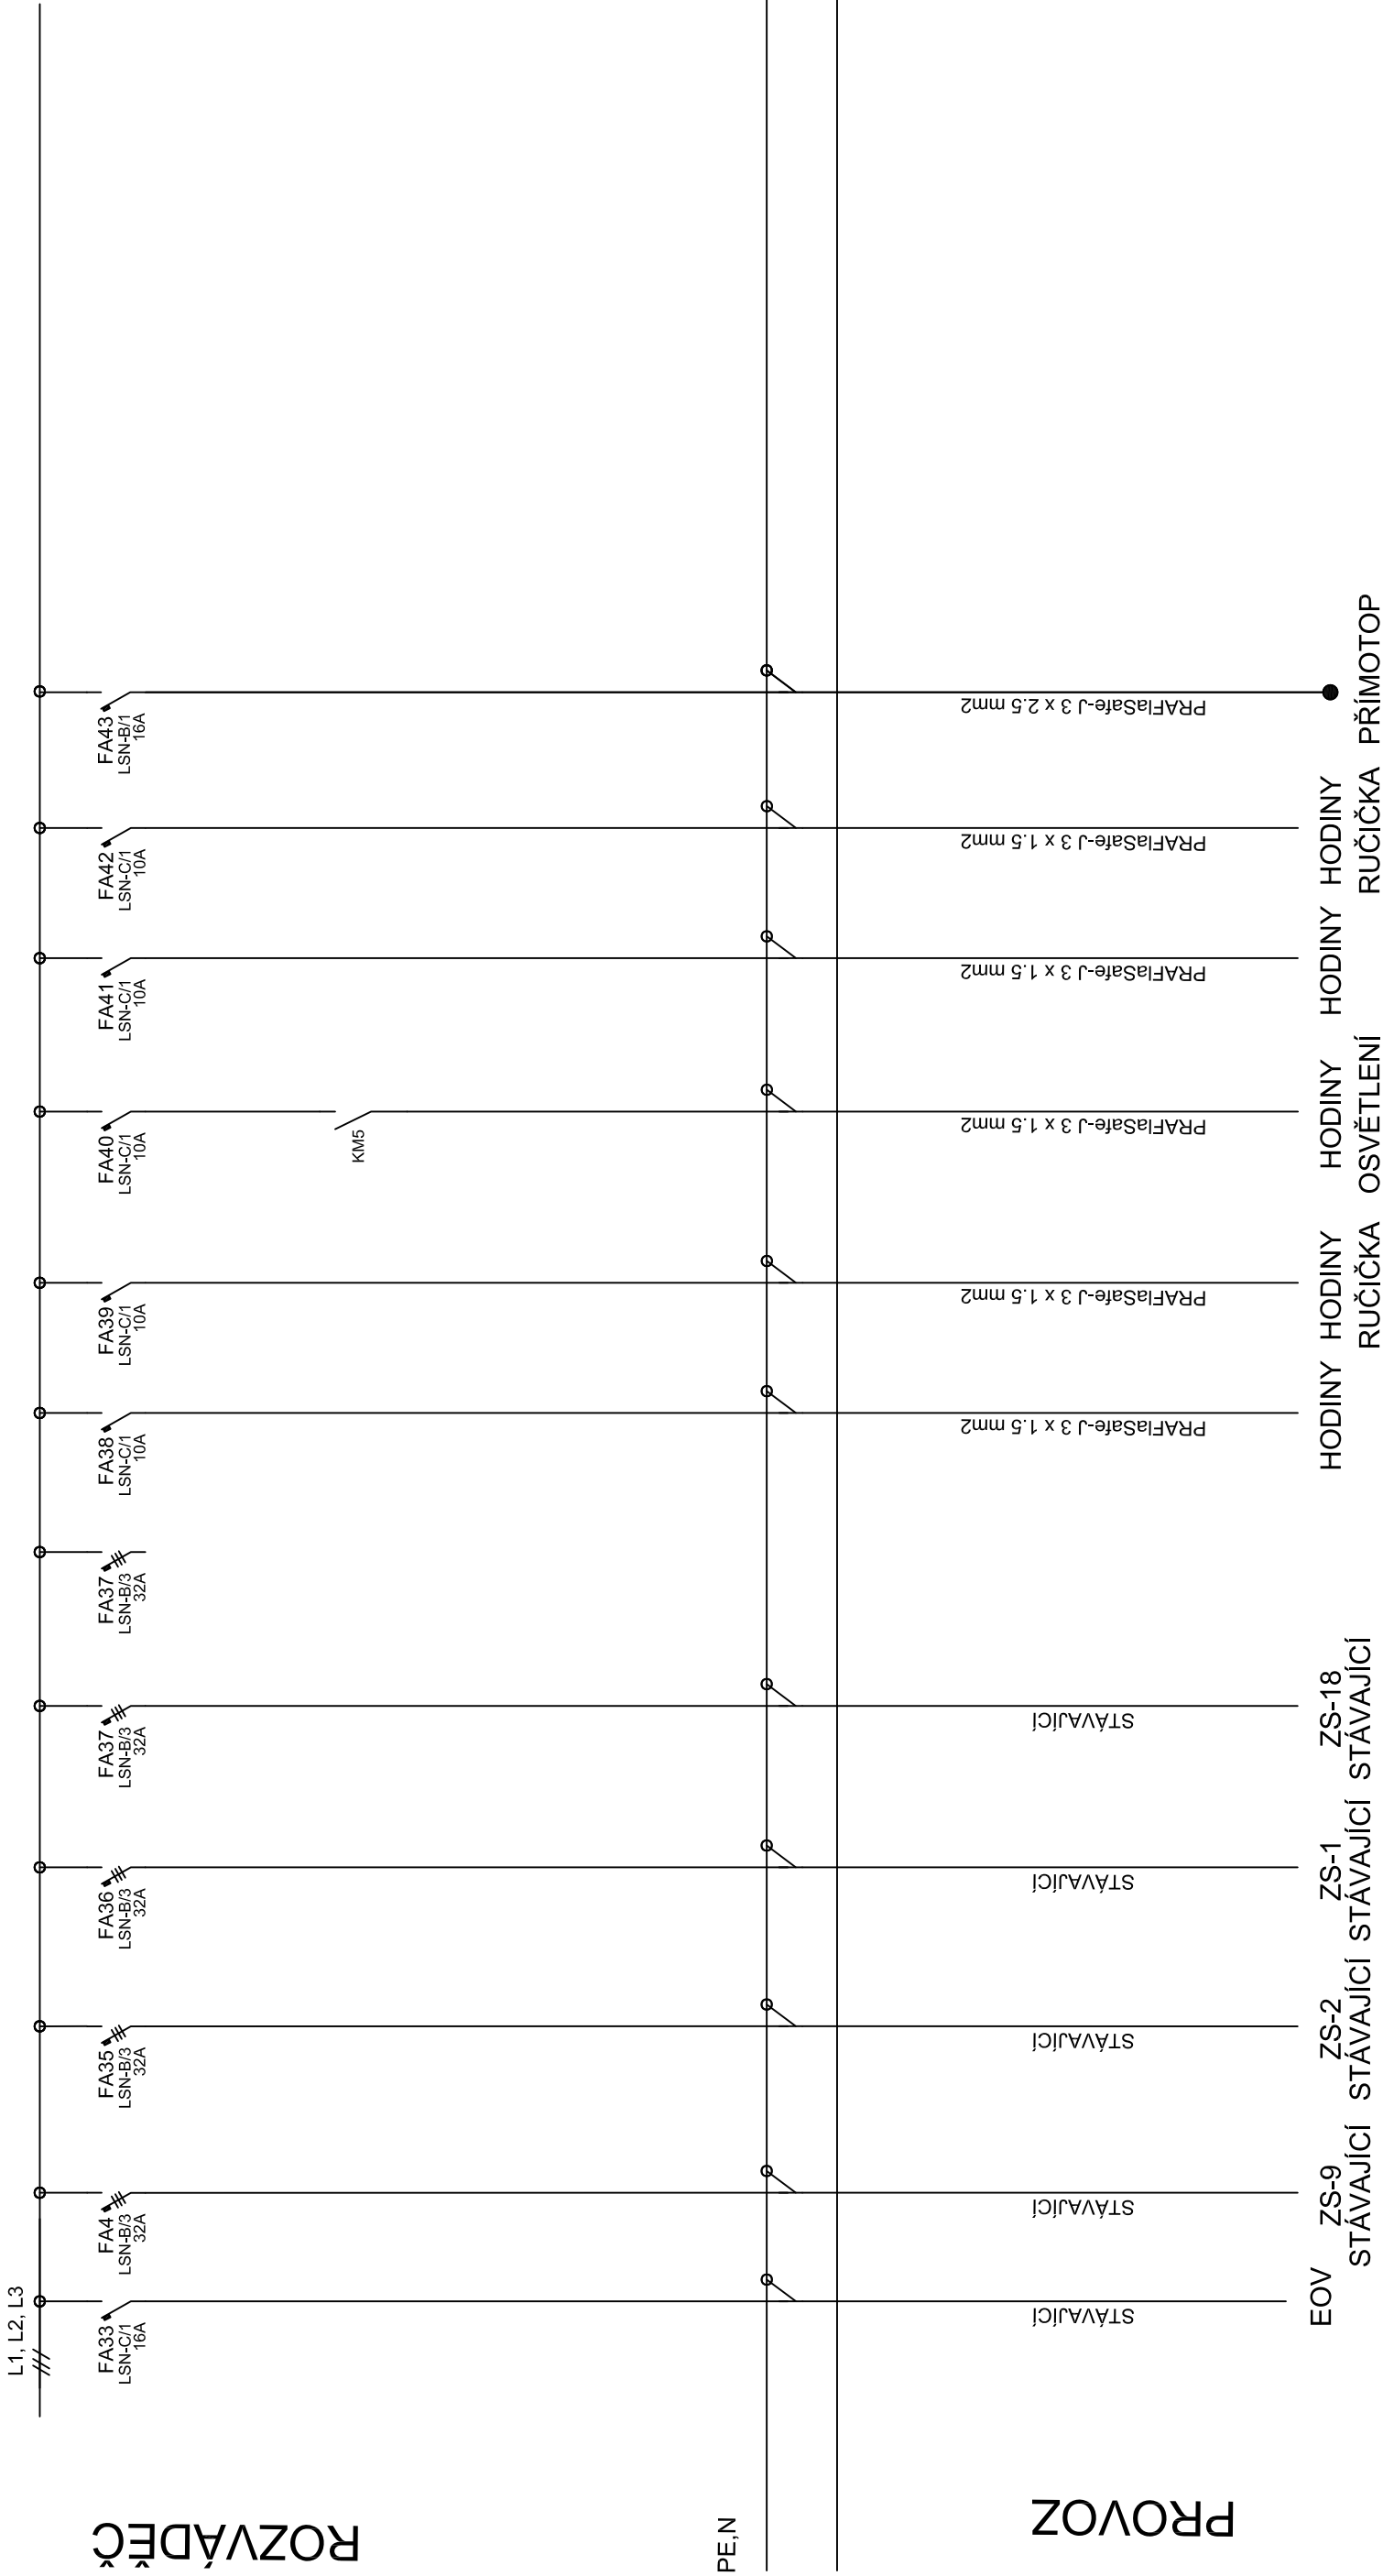 L1, L2, L3
FA33
LSN-C/1
16A
FA4
LSN-B/3
32A
FA35
LSN-B/3
32A
FA36
LSN-B/3
32A
FA37
LSN-B/3
32A
FA37
LSN-B/3
32A
FA38
LSN-C/1
10A
FA39
LSN-C/1
10A
FA40
LSN-C/1
10A
FA41
LSN-C/1
10A
FA42
LSN-C/1
10A
FA43
LSN-B/1
16A
ROZVÁDĚČ
KM5
PE,N
PROVOZ
STÁVAJÍCÍ
STÁVAJÍCÍ
STÁVAJÍCÍ
STÁVAJÍCÍ
STÁVAJÍCÍ
PRAFlaSafe-J 3 x 1.5 mm2
PRAFlaSafe-J 3 x 1.5 mm2
PRAFlaSafe-J 3 x 1.5 mm2
PRAFlaSafe-J 3 x 1.5 mm2
PRAFlaSafe-J 3 x 1.5 mm2
PRAFlaSafe-J 3 x 2.5 mm2
EOV
ZS-9
STÁVAJÍCÍ
ZS-2
STÁVAJÍCÍ
ZS-1
STÁVAJÍCÍ
ZS-18
STÁVAJÍCÍ
HODINY
HODINY
RUČIČKA
HODINY
OSVĚTLENÍ
HODINY
HODINY
RUČIČKA
PŘÍMOTOP